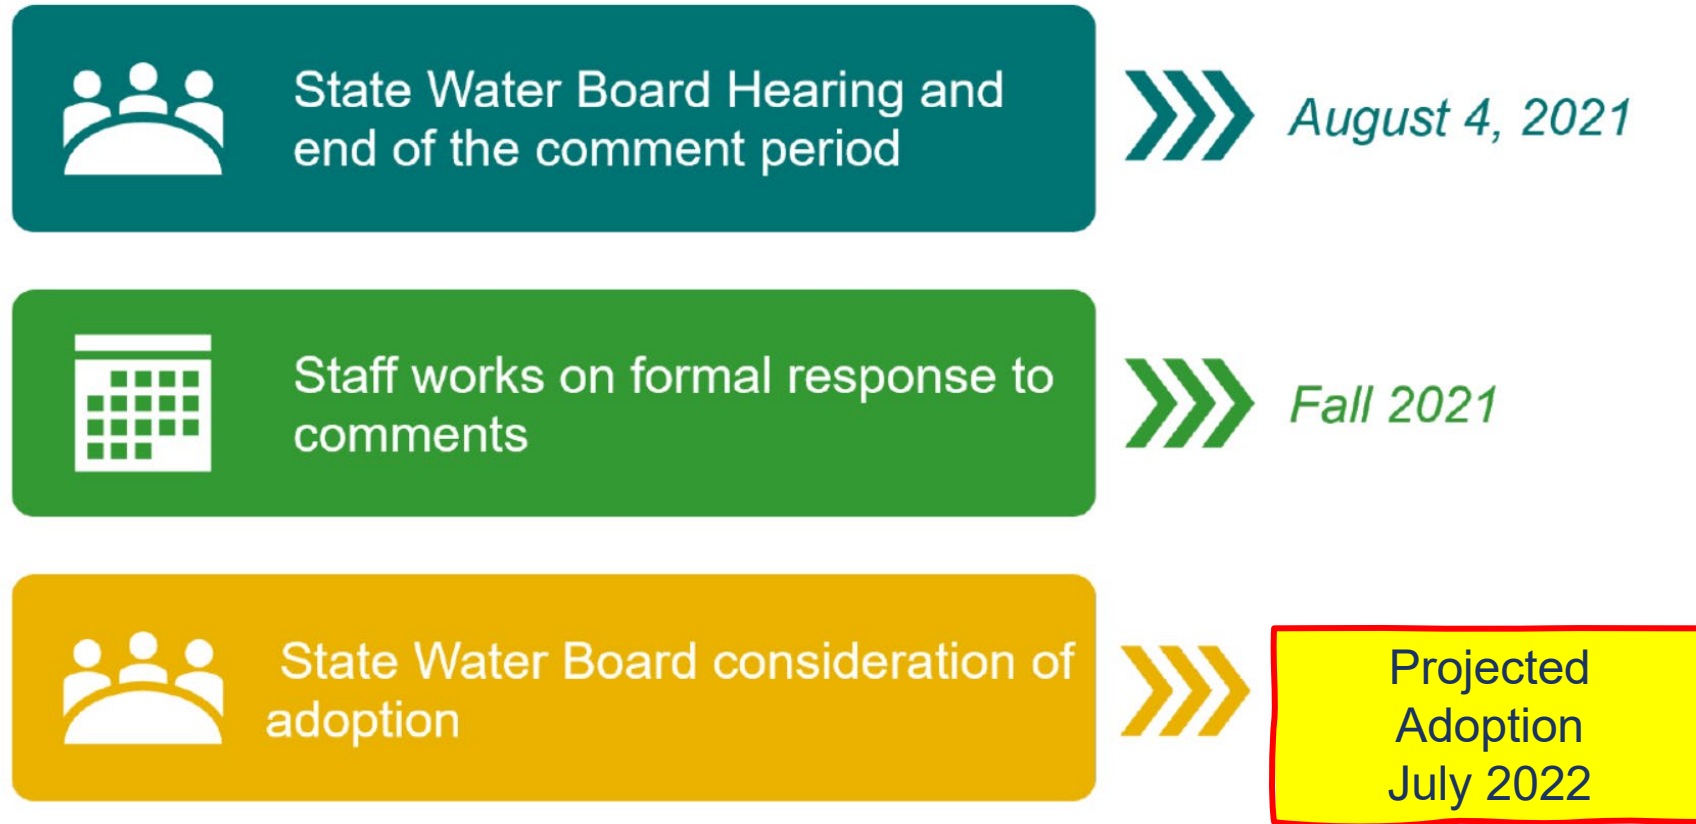 State Water Board Hearing and
end of the comment period
August 4, 2021
Staff works on formal response to
comments
Fall 2021
State Water Board consideration of
adoption
Projected
Adoption
July 2022